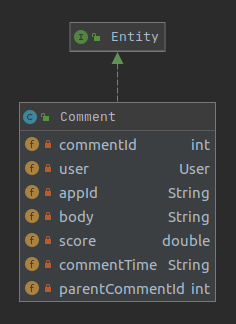 I Entity
C Comment
f commentId int
f user User
f appId String
f body String
f score double
f commentTime String
f parentCommentId int